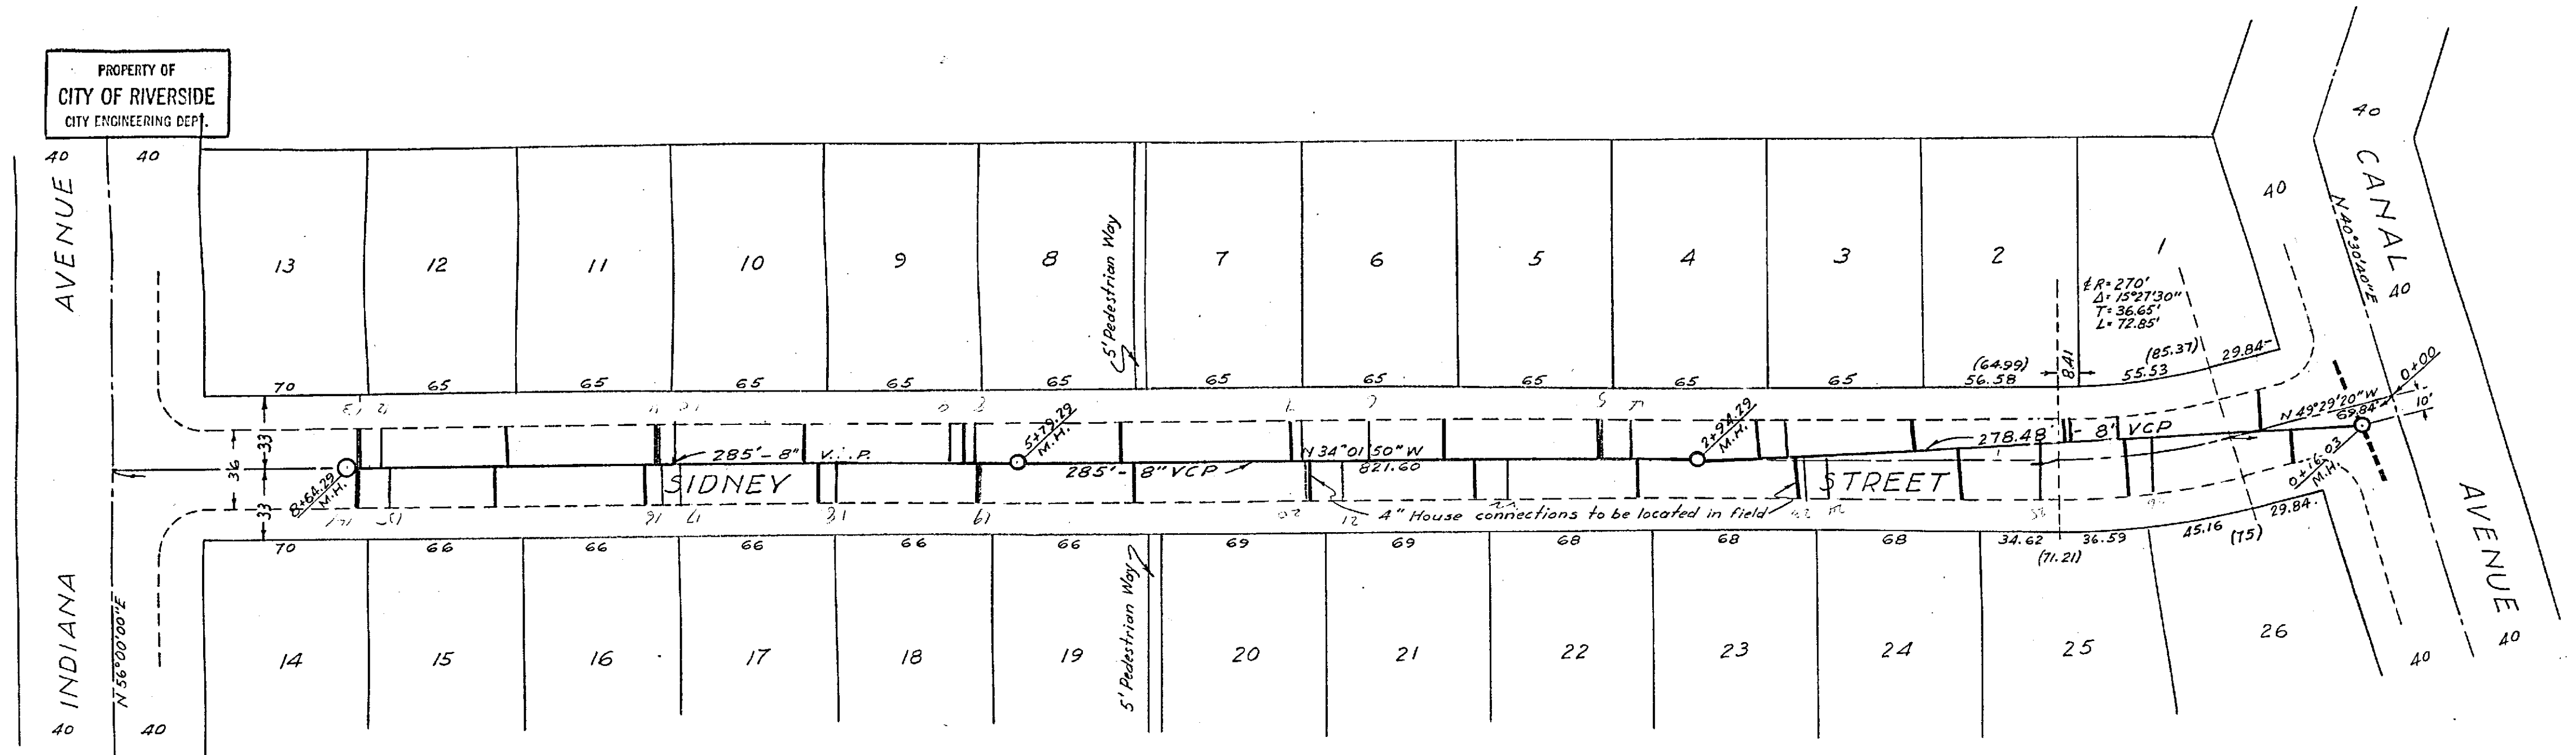 PROPERTY OF
CITY OF RIVERSIDE
CITY ENGINEERING DEPT.
40 40
AVENUE
INDIANA
N 56°00'00"E
40 40
13 12 11 10 9 8 7 6 5 4 3 2 1
5' Pedestrian Way
70 65 65 65 65 65 65 65 65 65 65
(64.99)
56.58
8.41
(85.37)
55.53
29.84
¢ R=270'
Δ=15°27'30"
T=36.65'
L=72.85'
40
CANAL
40
N 40°30'40"E
40
0+00
10'
N 49°29'20"W
69.84'
0+16.03
M.H.
33
36
33
8+64.29
M.H.
285'-8" V.C.P.
5+79.29
M.H.
285'-8" VCP
N 34°01'50" W
821.60
2+94.29
M.H.
278.48' - 8" VCP
SIDNEY STREET
4" House connections to be located in field
70 66 66 66 66 66 69 69 68 68 68
34.62 36.59
(71.21)
45.16
(75)
29.84
5' Pedestrian Way
14 15 16 17 18 19 20 21 22 23 24 25 26
AVENUE
40 40